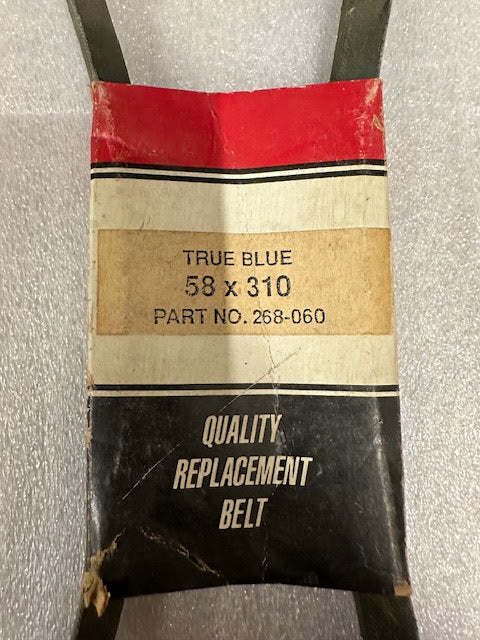 TRUE BLUE
58 x 310
PART NO. 268-060
QUALITY
REPLACEMENT
BELT